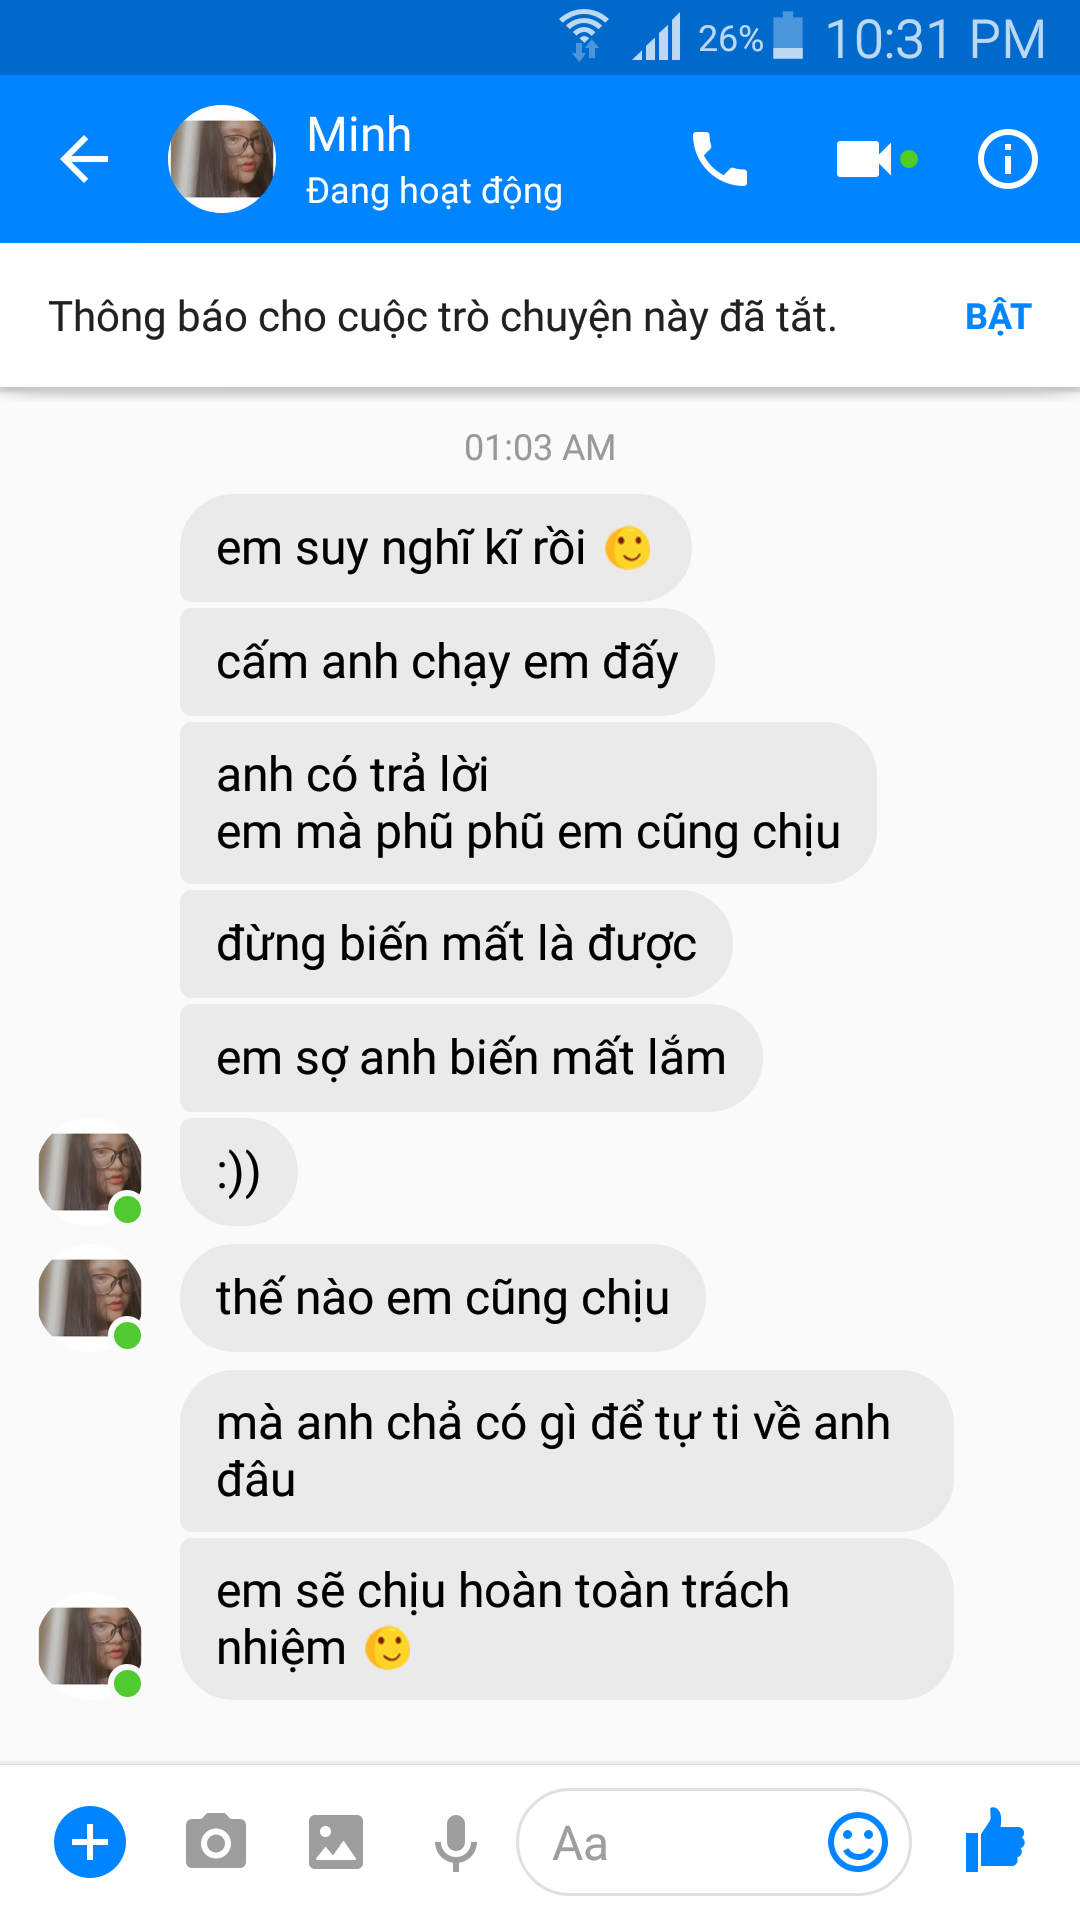 26% 10:31 PM
Minh
Đang hoạt động
Thông báo cho cuộc trò chuyện này đã tắt. BẬT
01:03 AM
em suy nghĩ kĩ rồi 🙂
cấm anh chạy em đấy
anh có trả lời
em mà phũ phũ em cũng chịu
đừng biến mất là được
em sợ anh biến mất lắm
:))
thế nào em cũng chịu
mà anh chả có gì để tự ti về anh
đâu
em sẽ chịu hoàn toàn trách
nhiệm 🙂
Aa